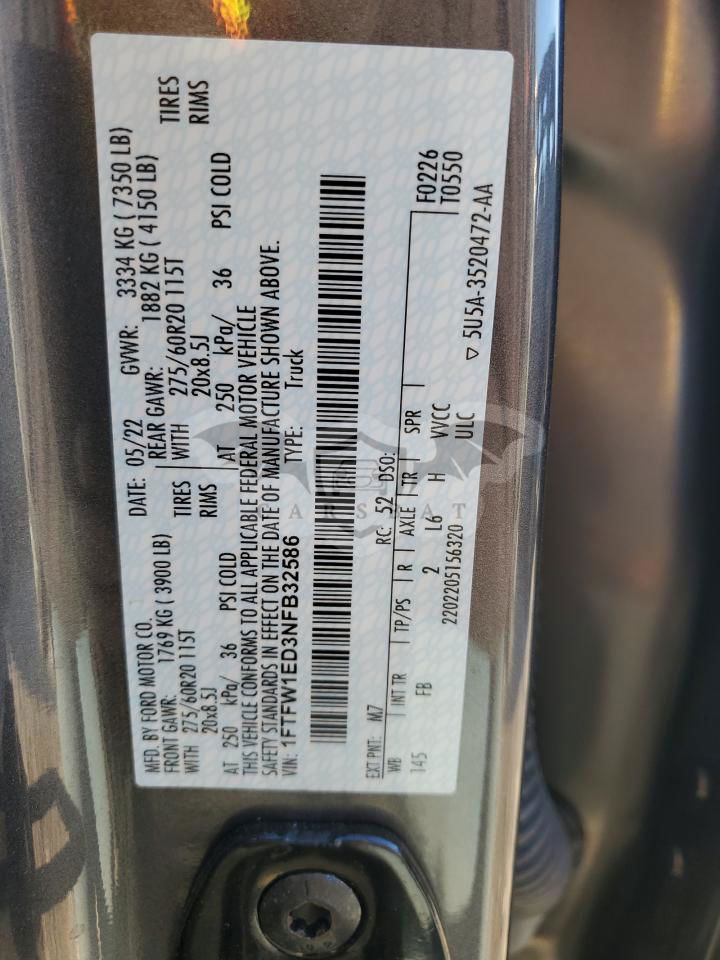 MFD. BY FORD MOTOR CO.
DATE: 05/22 GVWR: 3334 KG ( 7350 LB)
FRONT GAWR: 1769 KG ( 3900 LB) REAR GAWR: 1882 KG ( 4150 LB)
WITH 275/60R20 115T TIRES WITH 275/60R20 115T TIRES
20x8.5J RIMS 20x8.5J RIMS
AT 250 kPa/ 36 PSI COLD AT 250 kPa/ 36 PSI COLD
THIS VEHICLE CONFORMS TO ALL APPLICABLE FEDERAL MOTOR VEHICLE
SAFETY STANDARDS IN EFFECT ON THE DATE OF MANUFACTURE SHOWN ABOVE.
VIN: 1FTFW1ED3NFB32586 TYPE: Truck
EXT PNT: M7 RC: 52 DSO: F0226
WB INT TR TP/PS R AXLE TR SPR T0550
145 FB 2 L6 H VVCC
2202205156320 ULC ▽ 5U5A-3520472-AA